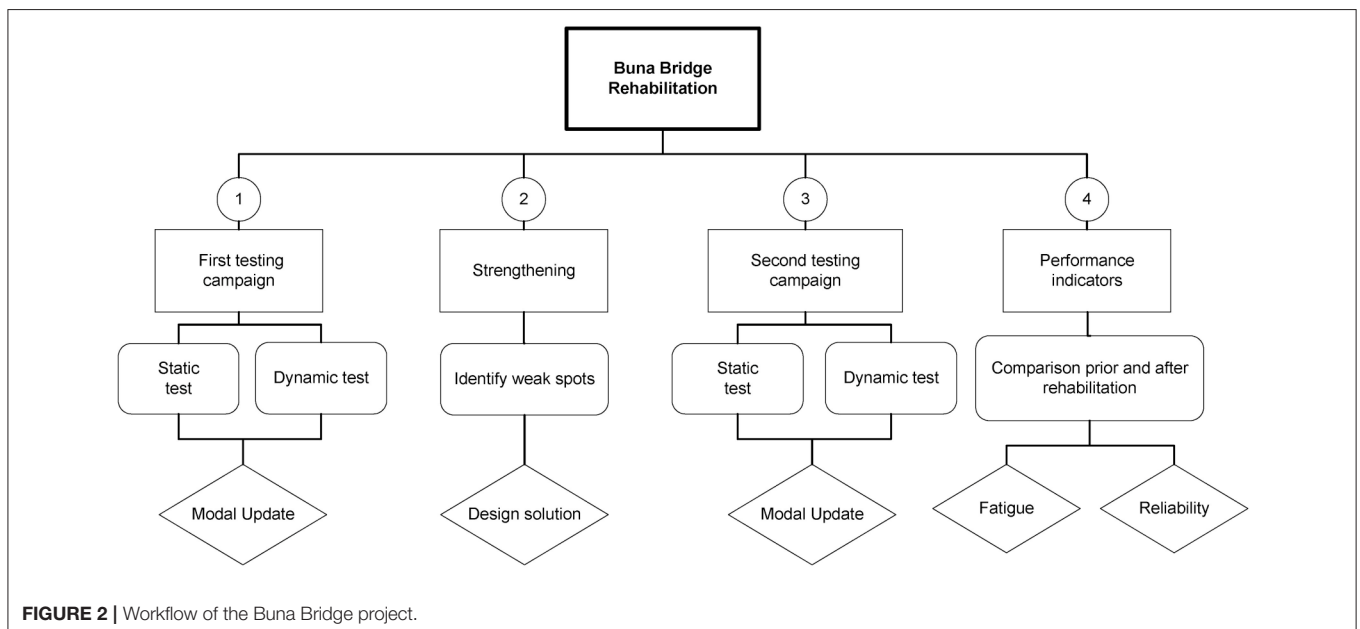 Buna Bridge
Rehabilitation
1
2
3
4
First testing
campaign
Strengthening
Second testing
campaign
Performance
indicators
Static
test
Dynamic test
Identify weak spots
Static
test
Dynamic test
Comparison prior and after
rehabilitation
Modal Update
Design solution
Modal Update
Fatigue
Reliability
FIGURE 2 | Workflow of the Buna Bridge project.